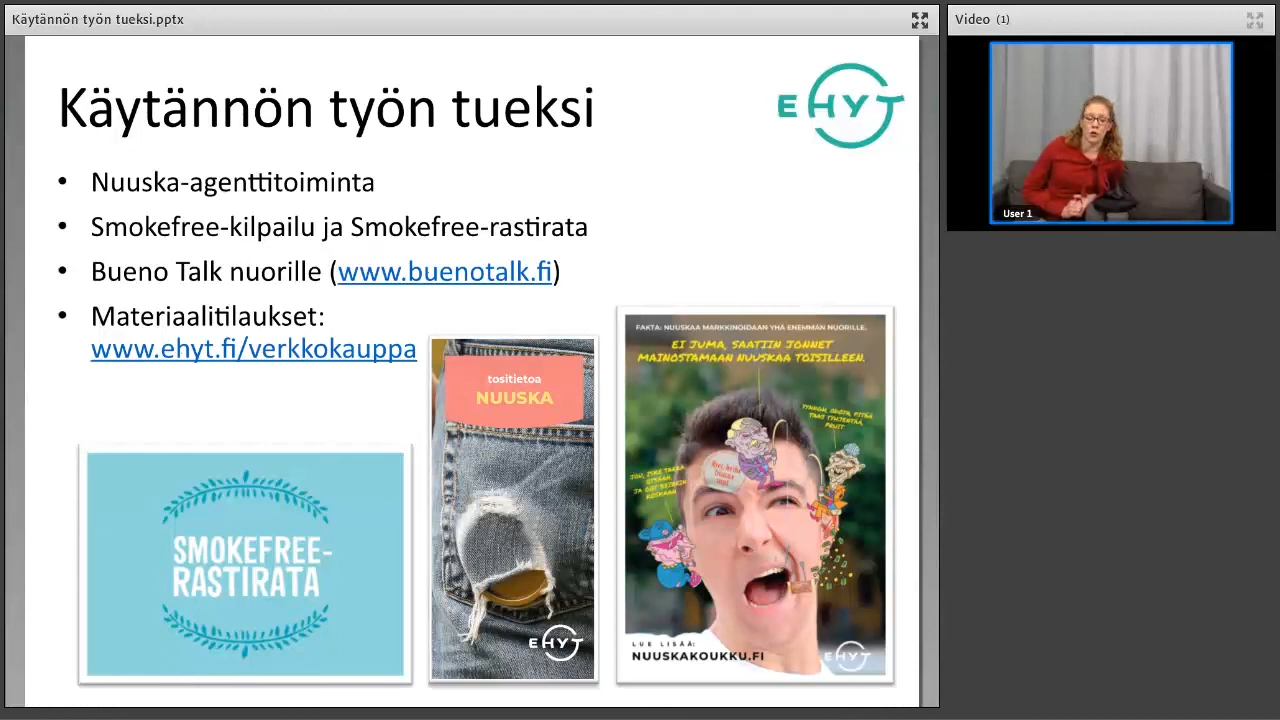 Käytännön työn tueksi.pptx
Video (1)
Käytännön työn tueksi
EHYT
• Nuuska-agenttitoiminta
• Smokefree-kilpailu ja Smokefree-rastirata
• Bueno Talk nuorille (www.buenotalk.fi)
• Materiaalitilaukset:
www.ehyt.fi/verkkokauppa
SMOKEFREE-
RASTIRATA
tositietoa
NUUSKA
EHYT
FAKTA: NUUSKAA MARKKINOIDAAN YHÄ ENEMMÄN NUORILLE.
EI JUMA, SAATIIN JONNET
MAINOSTAMAAN NUUSKAA TOISILLEEN.
LUE LISÄÄ:
NUUSKAKOUKKU.FI
EHYT
User 1